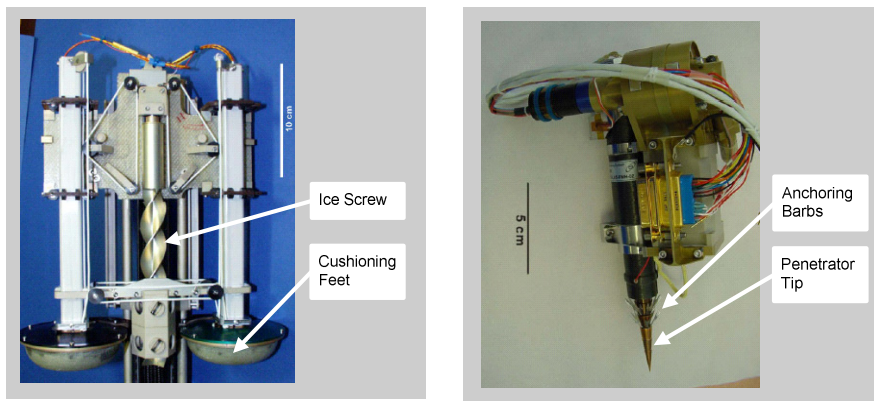 10 cm
Ice Screw
Cushioning
Feet
5 cm
Anchoring
Barbs
Penetrator
Tip